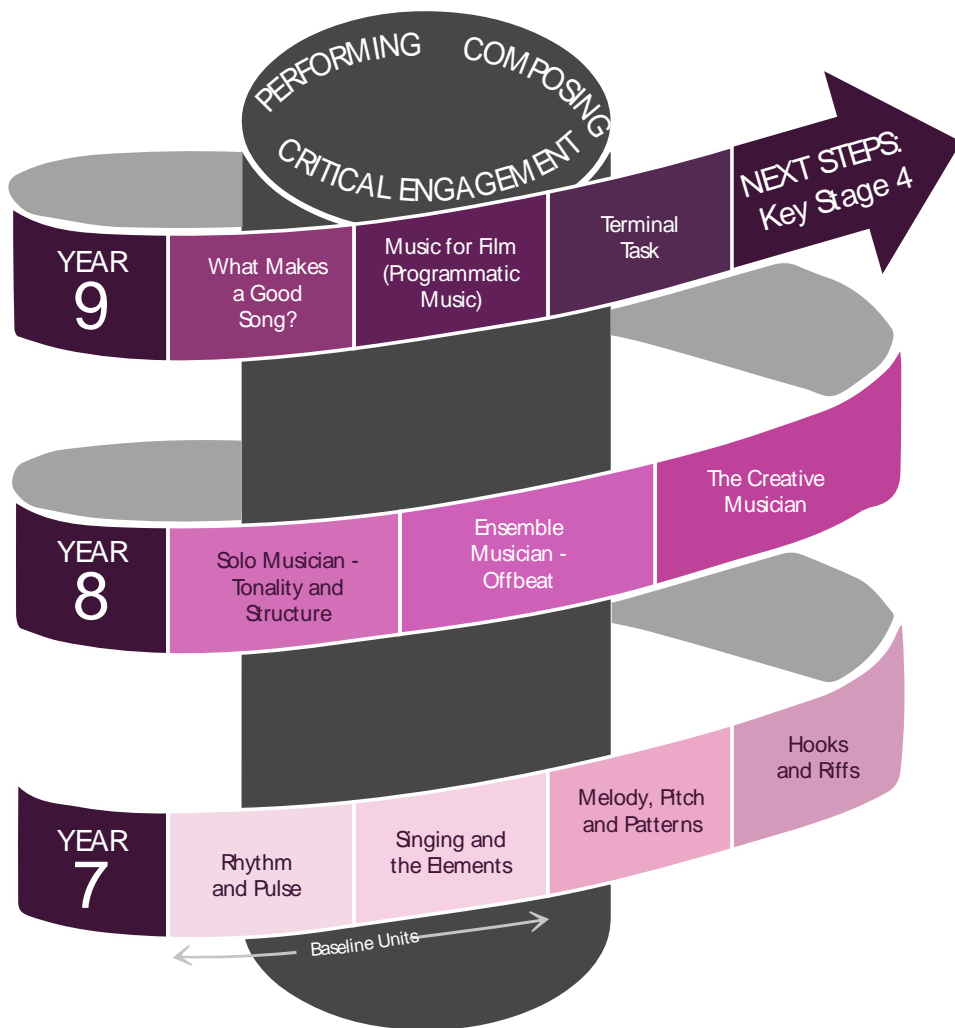 PERFORMING
COMPOSING
CRITICAL ENGAGEMENT
NEXT STEPS:
Key Stage 4
YEAR
9
What Makes
a Good
Song?
Music for Film
(Programmatic
Music)
Terminal
Task
YEAR
8
Solo Musician -
Tonality and
Structure
Ensemble
Musician -
Offbeat
The Creative
Musician
YEAR
7
Rhythm
and Pulse
Singing and
the Elements
Melody, Pitch
and Patterns
Hooks
and Riffs
Baseline Units